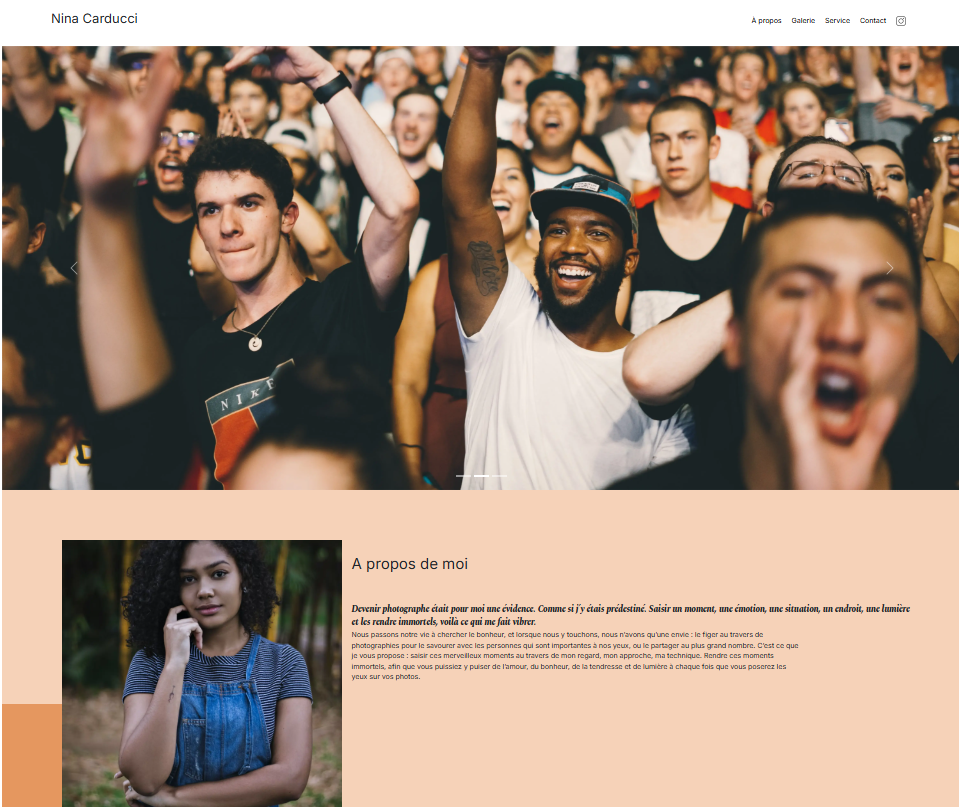 Nina Carducci
À propos Galerie Service Contact
NIKE
A propos de moi
Devenir photographe était pour moi une évidence. Comme si j'y étais prédestiné. Saisir un moment, une émotion, une situation, un endroit, une lumière
et les rendre immortels, voilà ce qui me fait vibrer.
Nous passons notre vie à chercher le bonheur, et lorsque nous y touchons, nous n'avons qu'une envie : le figer au travers de
photographies pour le savourer avec les personnes qui sont importantes à nos yeux, ou le partager au plus grand nombre. C'est ce que
je vous propose : saisir ces merveilleux moments au travers de mon regard, mon approche, ma technique. Rendre ces moments
immortels, afin que vous puissiez y puiser de l'amour, du bonheur, de la tendresse et de lumière à chaque fois que vous poserez les
yeux sur vos photos.